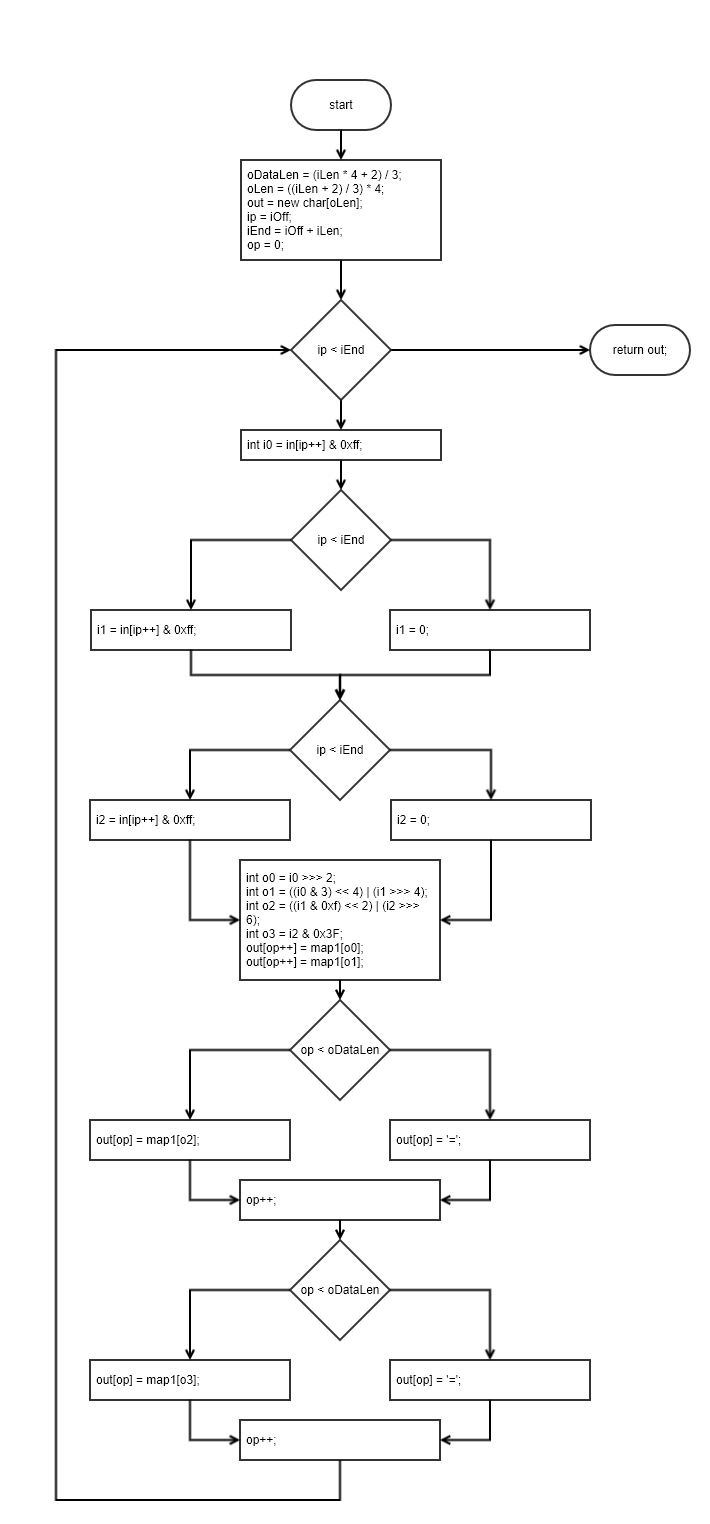 start
oDataLen = (iLen * 4 + 2) / 3;
oLen = ((iLen + 2) / 3) * 4;
out = new char[oLen];
ip = iOff;
iEnd = iOff + iLen;
op = 0;
ip < iEnd
return out;
int i0 = in[ip++] & 0xff;
ip < iEnd
i1 = in[ip++] & 0xff;
i1 = 0;
ip < iEnd
i2 = in[ip++] & 0xff;
i2 = 0;
int o0 = i0 >>> 2;
int o1 = ((i0 & 3) << 4) | (i1 >>> 4);
int o2 = ((i1 & 0xf) << 2) | (i2 >>>
6);
int o3 = i2 & 0x3F;
out[op++] = map1[o0];
out[op++] = map1[o1];
op < oDataLen
out[op] = map1[o2];
out[op] = '=';
op++;
op < oDataLen
out[op] = map1[o3];
out[op] = '=';
op++;